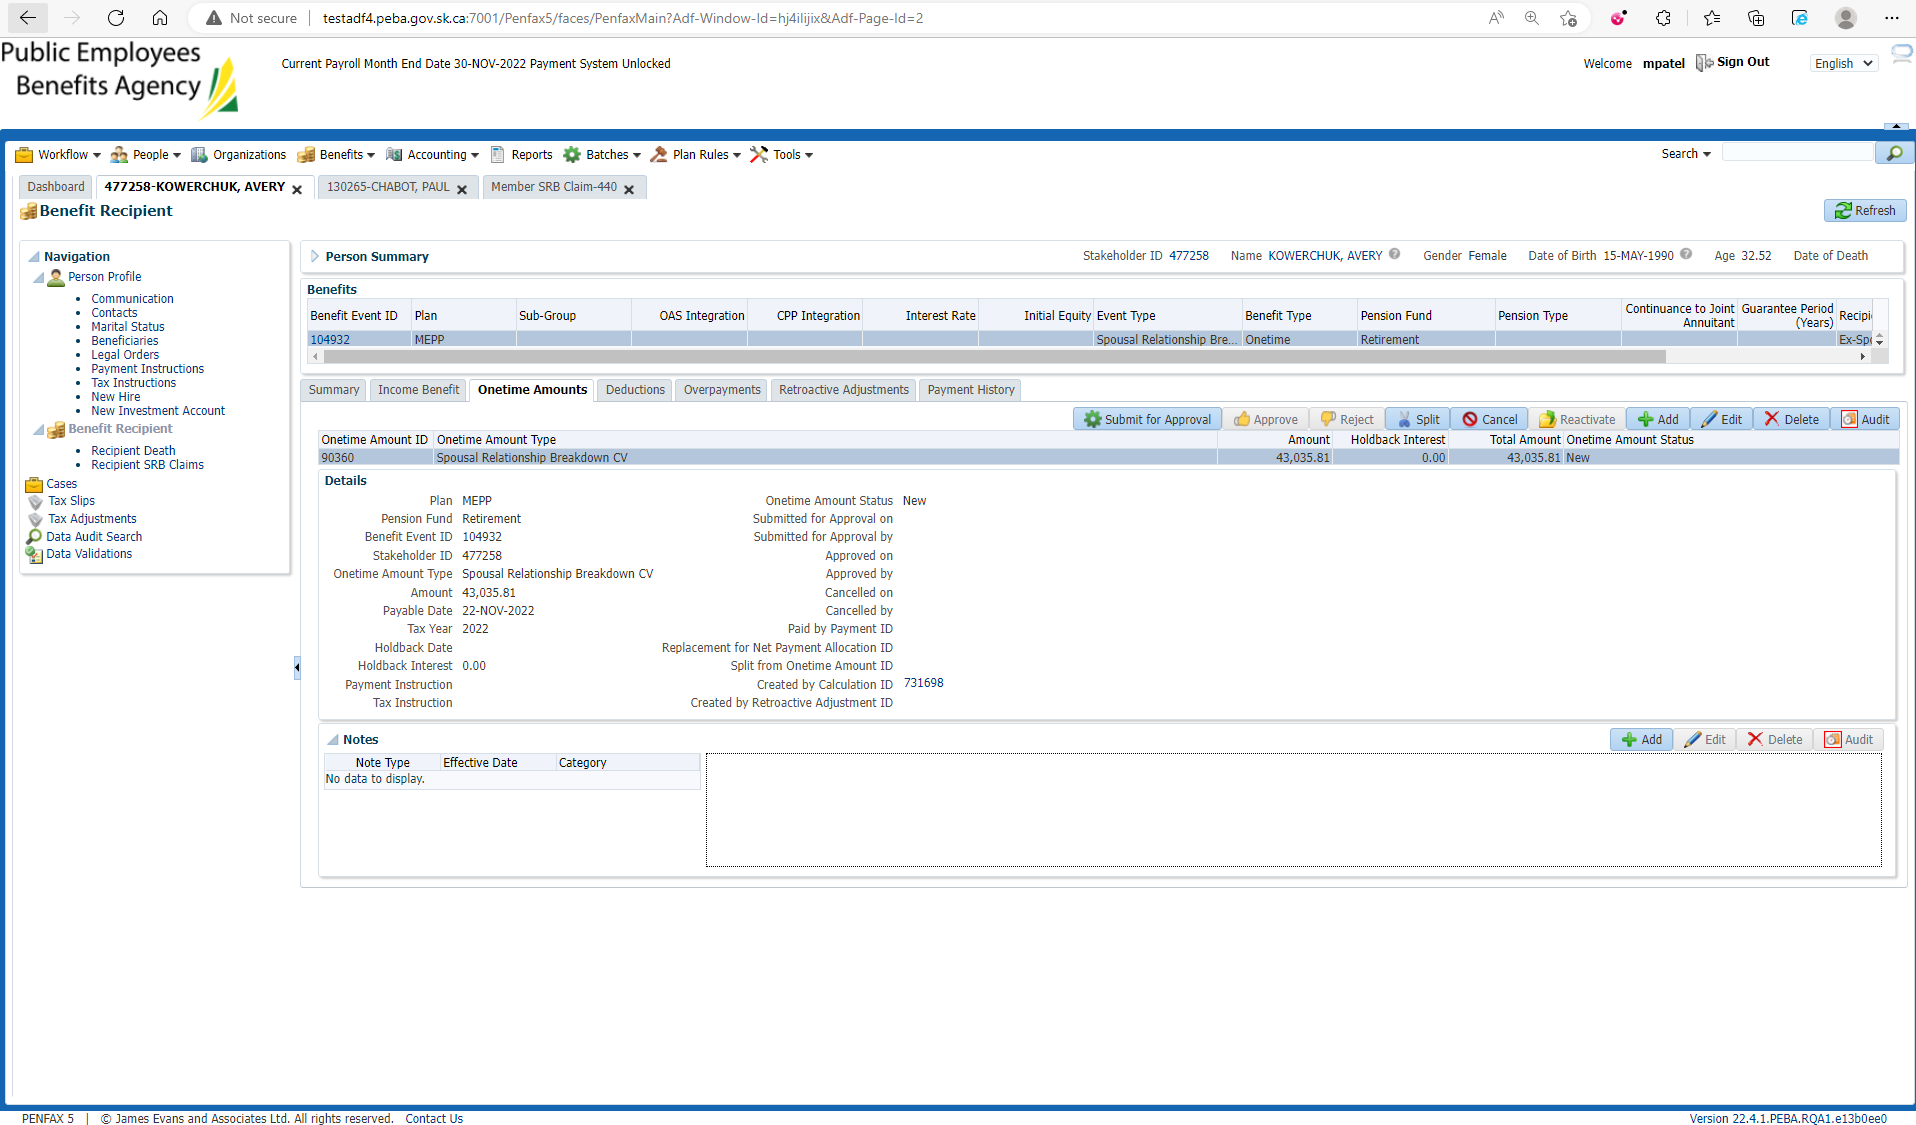 Not secure | testadf4.peba.gov.sk.ca:7001/Penfax5/faces/PenfaxMain?Adf-Window-Id=hj4ilijix&Adf-Page-Id=2
Public Employees
Benefits Agency
Current Payroll Month End Date 30-NOV-2022 Payment System Unlocked
Welcome mpatel Sign Out English
Workflow People Organizations Benefits Accounting Reports Batches Plan Rules Tools Search
Dashboard 477258-KOWERCHUK, AVERY 130265-CHABOT, PAUL Member SRB Claim-440
Benefit Recipient Refresh
Navigation
Person Profile
Communication
Contacts
Marital Status
Beneficiaries
Legal Orders
Payment Instructions
Tax Instructions
New Hire
New Investment Account
Benefit Recipient
Recipient Death
Recipient SRB Claims
Cases
Tax Slips
Tax Adjustments
Data Audit Search
Data Validations
Person Summary Stakeholder ID 477258 Name KOWERCHUK, AVERY Gender Female Date of Birth 15-MAY-1990 Age 32.52 Date of Death
Benefits
Benefit Event ID Plan Sub-Group OAS Integration CPP Integration Interest Rate Initial Equity Event Type Benefit Type Pension Fund Pension Type Continuance to Joint Annuitant Guarantee Period (Years) Recipi
104932 MEPP Spousal Relationship Bre... Onetime Retirement Ex-Spo
Summary Income Benefit Onetime Amounts Deductions Overpayments Retroactive Adjustments Payment History
Submit for Approval Approve Reject Split Cancel Reactivate Add Edit Delete Audit
Onetime Amount ID Onetime Amount Type Amount Holdback Interest Total Amount Onetime Amount Status
90360 Spousal Relationship Breakdown CV 43,035.81 0.00 43,035.81 New
Details
Plan MEPP Onetime Amount Status New
Pension Fund Retirement Submitted for Approval on
Benefit Event ID 104932 Submitted for Approval by
Stakeholder ID 477258 Approved on
Onetime Amount Type Spousal Relationship Breakdown CV Approved by
Amount 43,035.81 Cancelled on
Payable Date 22-NOV-2022 Cancelled by
Tax Year 2022 Paid by Payment ID
Holdback Date Replacement for Net Payment Allocation ID
Holdback Interest 0.00 Split from Onetime Amount ID
Payment Instruction Created by Calculation ID 731698
Tax Instruction Created by Retroactive Adjustment ID
Notes Add Edit Delete Audit
Note Type Effective Date Category
No data to display.
PENFAX 5 | © James Evans and Associates Ltd. All rights reserved. Contact Us Version 22.4.1.PEBA.RQA1.e13b0ee0